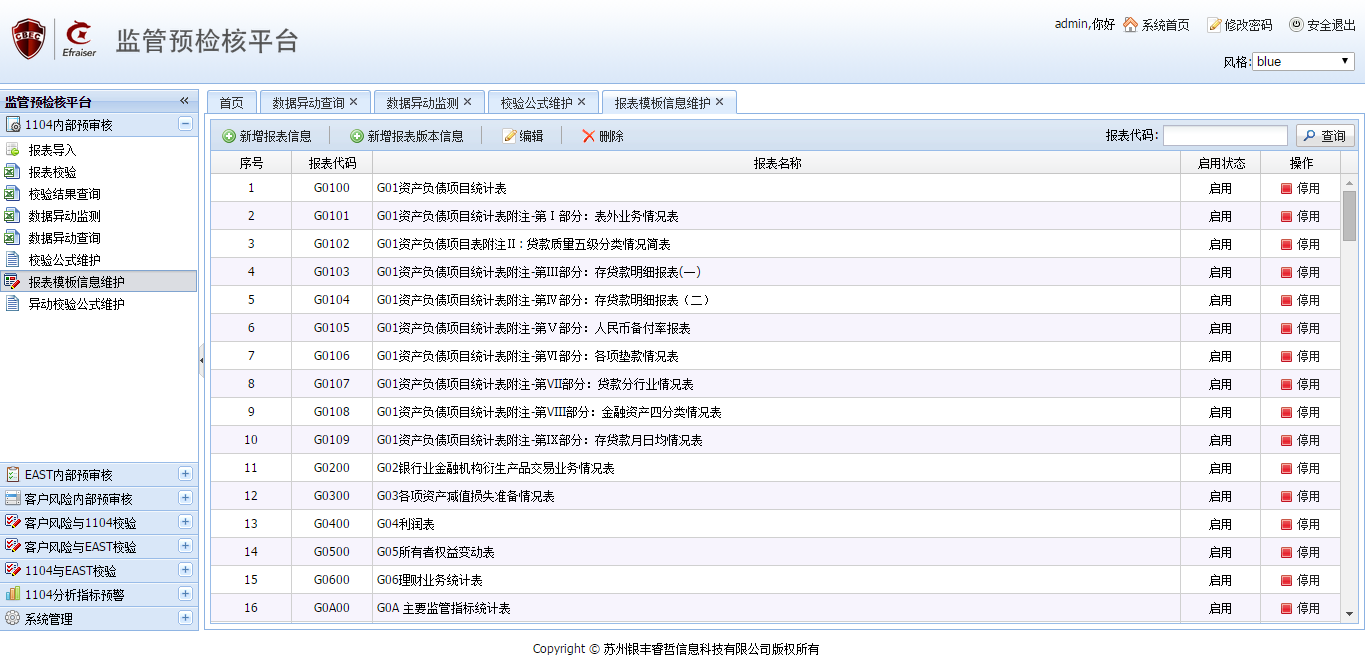 CBEC
Efraiser
监管预检核平台
admin,你好 系统首页 修改密码 安全退出
风格: blue
监管预检核平台
1104内部预审核
报表导入
报表校验
校验结果查询
数据异动监测
数据异动查询
校验公式维护
报表模板信息维护
异动校验公式维护
EAST内部预审核
客户风险内部预审核
客户风险与1104校验
客户风险与EAST校验
1104与EAST校验
1104分析指标预警
系统管理
首页 数据异动查询 数据异动监测 校验公式维护 报表模板信息维护
新增报表信息 新增报表版本信息 编辑 删除 报表代码: 查询
序号 报表代码 报表名称 启用状态 操作
1 G0100 G01资产负债项目统计表 启用 停用
2 G0101 G01资产负债项目统计表附注-第Ⅰ部分：表外业务情况表 启用 停用
3 G0102 G01资产负债项目表附注Ⅱ：贷款质量五级分类情况简表 启用 停用
4 G0103 G01资产负债项目统计表附注-第III部分：存贷款明细报表(一) 启用 停用
5 G0104 G01资产负债项目统计表附注-第Ⅳ部分：存贷款明细报表（二） 启用 停用
6 G0105 G01资产负债项目统计表附注-第Ⅴ部分：人民币备付率报表 启用 停用
7 G0106 G01资产负债项目统计表附注-第Ⅵ部分：各项垫款情况表 启用 停用
8 G0107 G01资产负债项目统计表附注-第VII部分：贷款分行业情况表 启用 停用
9 G0108 G01资产负债项目统计表附注-第VIII部分：金融资产四分类情况表 启用 停用
10 G0109 G01资产负债项目统计表附注-第IX部分：存贷款月日均情况表 启用 停用
11 G0200 G02银行业金融机构衍生产品交易业务情况表 启用 停用
12 G0300 G03各项资产减值损失准备情况表 启用 停用
13 G0400 G04利润表 启用 停用
14 G0500 G05所有者权益变动表 启用 停用
15 G0600 G06理财业务统计表 启用 停用
16 G0A00 G0A 主要监管指标统计表 启用 停用
Copyright © 苏州银丰睿哲信息科技有限公司版权所有